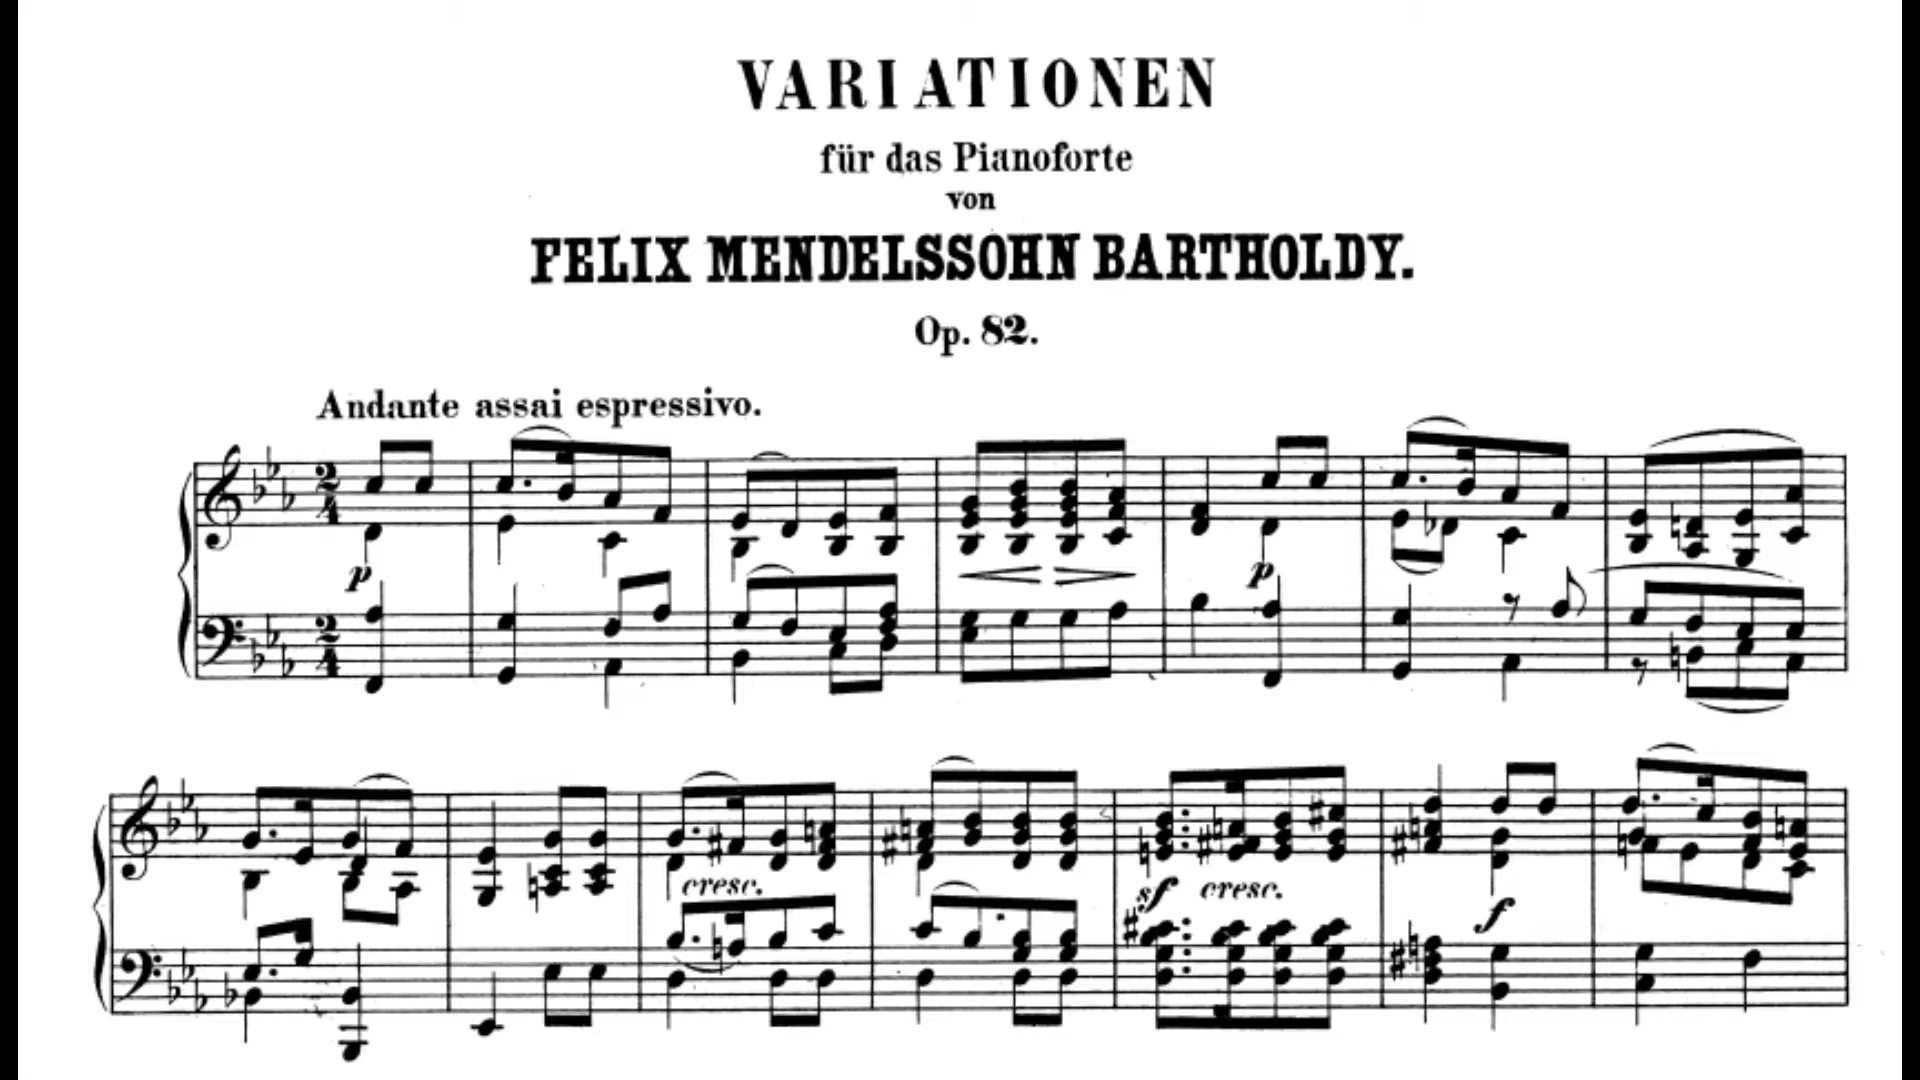 VARIATIONEN
für das Pianoforte
von
FELIX MENDELSSOHN BARTHOLDY.
Op. 82.
Andante assai espressivo.
p
p
cresc.
sf cresc.
f